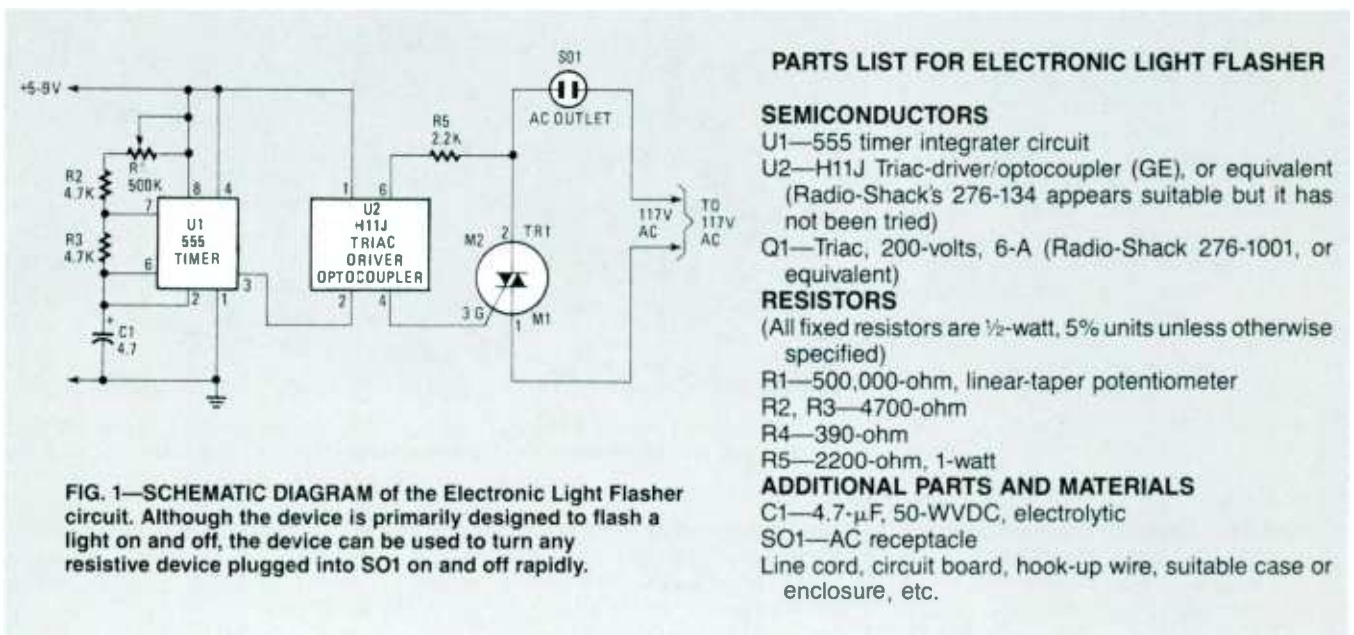 +5-9V
R2
4.7K
R
500K
8 4
7
U1
555
TIMER
R3
4.7K
6
2 1
3
+
C1
4.7
R5
2.2K
1 6
U2
H11J
TRIAC
DRIVER
OPTOCOUPLER
2 4
SO1
AC OUTLET
M2
2 TR1
3 G
1 M1
117V
AC
TO
117V
AC
FIG. 1—SCHEMATIC DIAGRAM of the Electronic Light Flasher
circuit. Although the device is primarily designed to flash a
light on and off, the device can be used to turn any
resistive device plugged into SO1 on and off rapidly.
PARTS LIST FOR ELECTRONIC LIGHT FLASHER
SEMICONDUCTORS
U1—555 timer integrater circuit
U2—H11J Triac-driver/optocoupler (GE), or equivalent
(Radio-Shack's 276-134 appears suitable but it has
not been tried)
Q1—Triac, 200-volts, 6-A (Radio-Shack 276-1001, or
equivalent)
RESISTORS
(All fixed resistors are ½-watt, 5% units unless otherwise
specified)
R1—500,000-ohm, linear-taper potentiometer
R2, R3—4700-ohm
R4—390-ohm
R5—2200-ohm, 1-watt
ADDITIONAL PARTS AND MATERIALS
C1—4.7-µF, 50-WVDC, electrolytic
SO1—AC receptacle
Line cord, circuit board, hook-up wire, suitable case or
enclosure, etc.